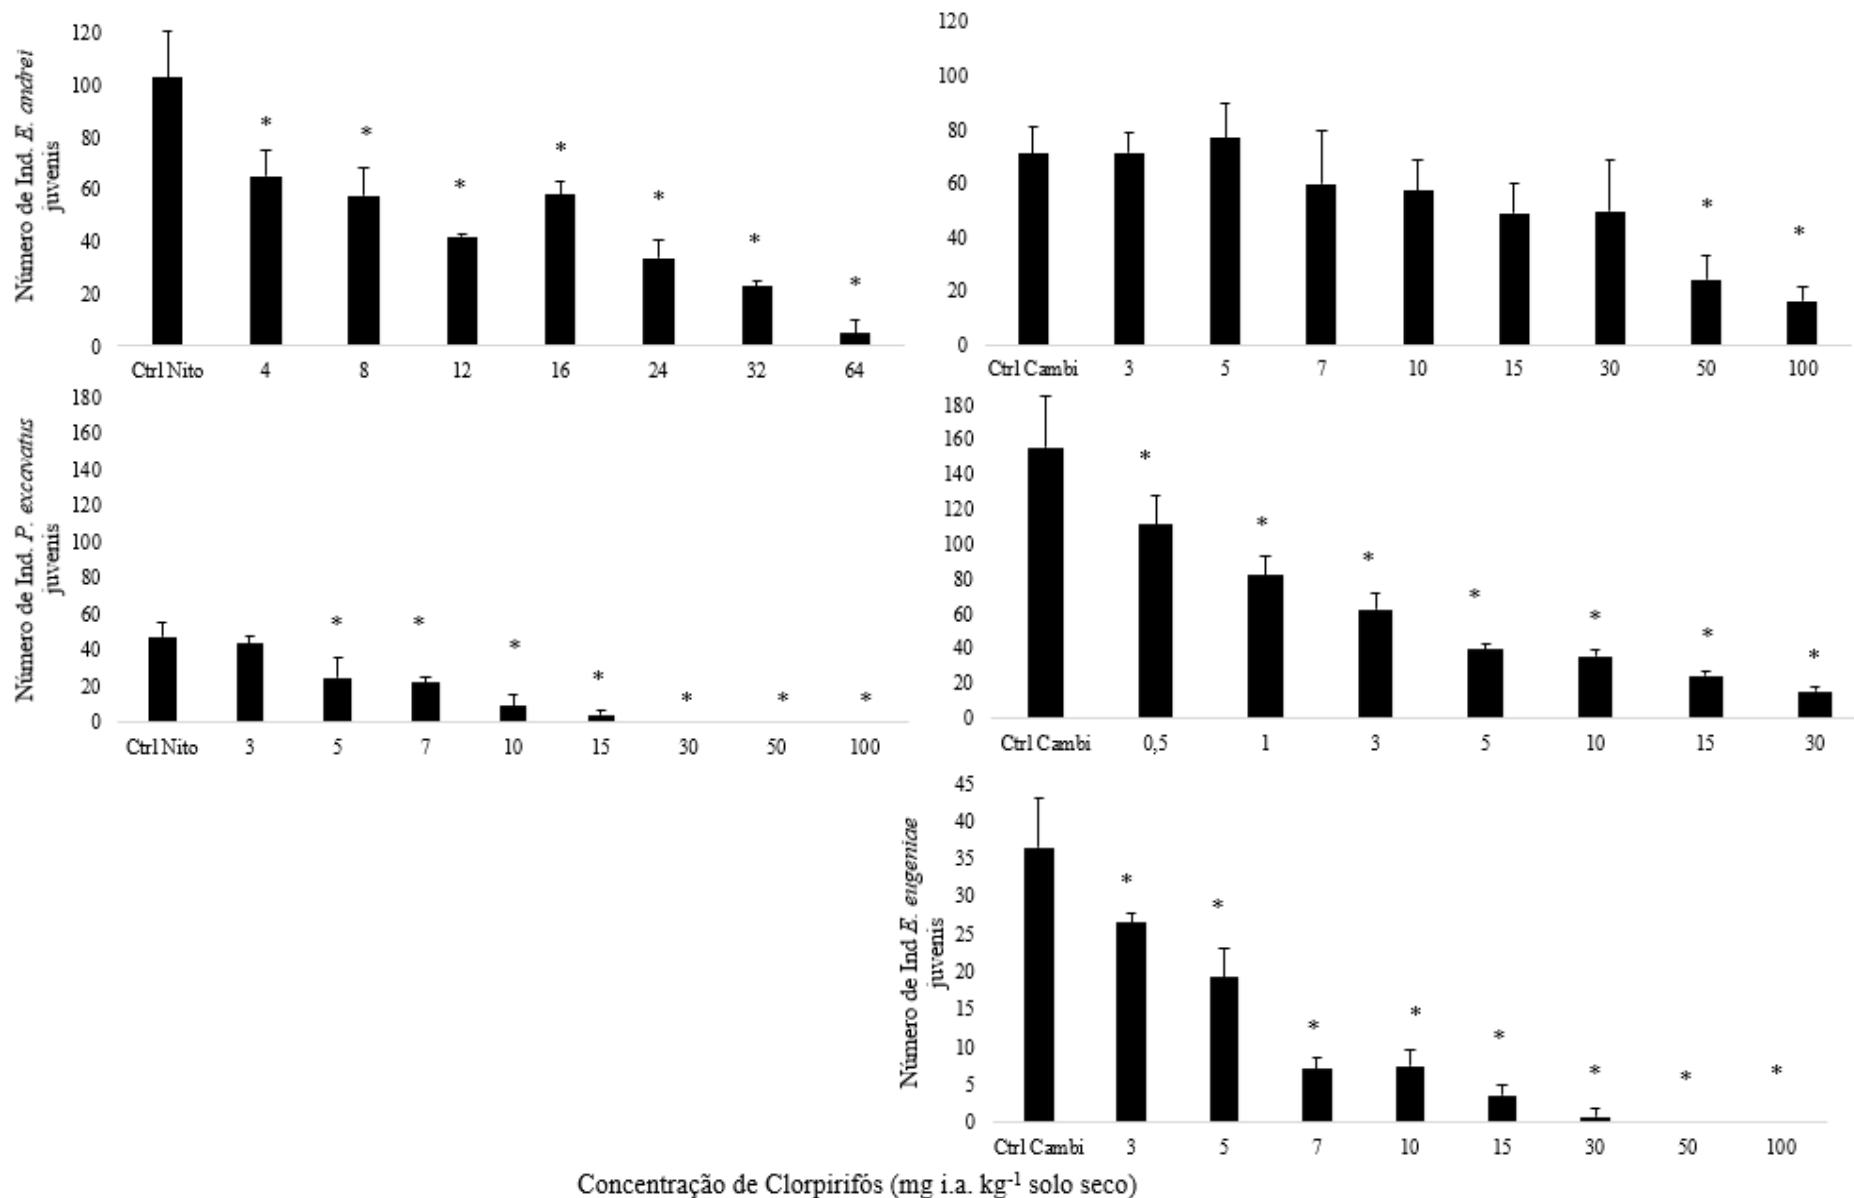 Número de Ind. E. andrei
juvenis
120
100
80
60
40
20
0
* * * * * * *
Ctrl Nito 4 8 12 16 24 32 64
120
100
80
60
40
20
0
* *
Ctrl Cambi 3 5 7 10 15 30 50 100
Número de Ind. P. excavatus
juvenis
180
160
140
120
100
80
60
40
20
0
* * * * * * *
Ctrl Nito 3 5 7 10 15 30 50 100
180
160
140
120
100
80
60
40
20
0
* * * * * * *
Ctrl Cambi 0,5 1 3 5 10 15 30
Número de Ind E. eugeniae
juvenis
45
40
35
30
25
20
15
10
5
0
* * * * * * * *
Ctrl Cambi 3 5 7 10 15 30 50 100
Concentração de Clorpirifós (mg i.a. kg-1 solo seco)